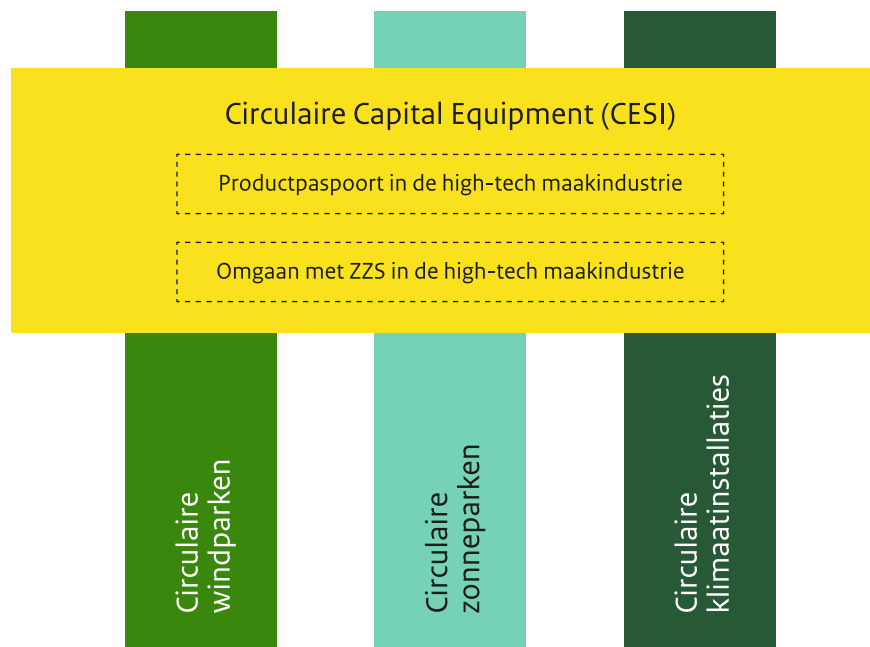 Circulaire Capital Equipment (CESI)
Productpaspoort in de high-tech maakindustrie
Omgaan met ZZS in de high-tech maakindustrie
Circulaire
windparken
Circulaire
zonneparken
Circulaire
klimaatinstallaties